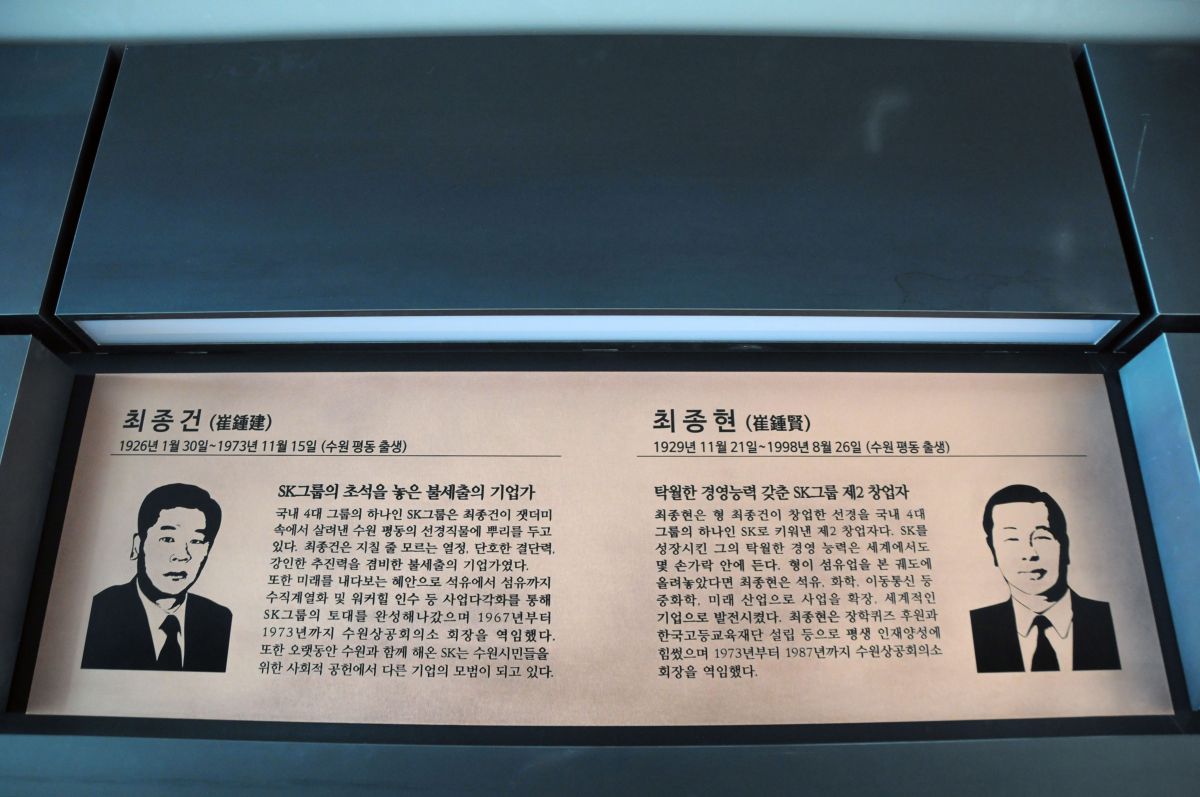 최종건 (崔鍾建)
1926년 1월 30일~1973년 11월 15일 (수원 평동 출생)
SK그룹의 초석을 놓은 불세출의 기업가
국내 4대 그룹의 하나인 SK그룹은 최종건이 잿더미
속에서 살려낸 수원 평동의 선경직물에 뿌리를 두고
있다. 최종건은 지칠 줄 모르는 열정, 단호한 결단력,
강인한 추진력을 겸비한 불세출의 기업가였다.
또한 미래를 내다보는 혜안으로 석유에서 섬유까지
수직계열화 및 워커힐 인수 등 사업다각화를 통해
SK그룹의 토대를 완성해나갔으며 1967년부터
1973년까지 수원상공회의소 회장을 역임했다.
또한 오랫동안 수원과 함께 해온 SK는 수원시민들을
위한 사회적 공헌에서 다른 기업의 모범이 되고 있다.
최종현 (崔鍾賢)
1929년 11월 21일~1998년 8월 26일 (수원 평동 출생)
탁월한 경영능력 갖춘 SK그룹 제2 창업자
최종현은 형 최종건이 창업한 선경을 국내 4대
그룹의 하나인 SK로 키워낸 제2 창업자다. SK를
성장시킨 그의 탁월한 경영 능력은 세계에서도
몇 손가락 안에 든다. 형이 섬유업을 본 궤도에
올려놓았다면 최종현은 석유, 화학, 이동통신 등
중화학, 미래 산업으로 사업을 확장, 세계적인
기업으로 발전시켰다. 최종현은 장학퀴즈 후원과
한국고등교육재단 설립 등으로 평생 인재양성에
힘썼으며 1973년부터 1987년까지 수원상공회의소
회장을 역임했다.